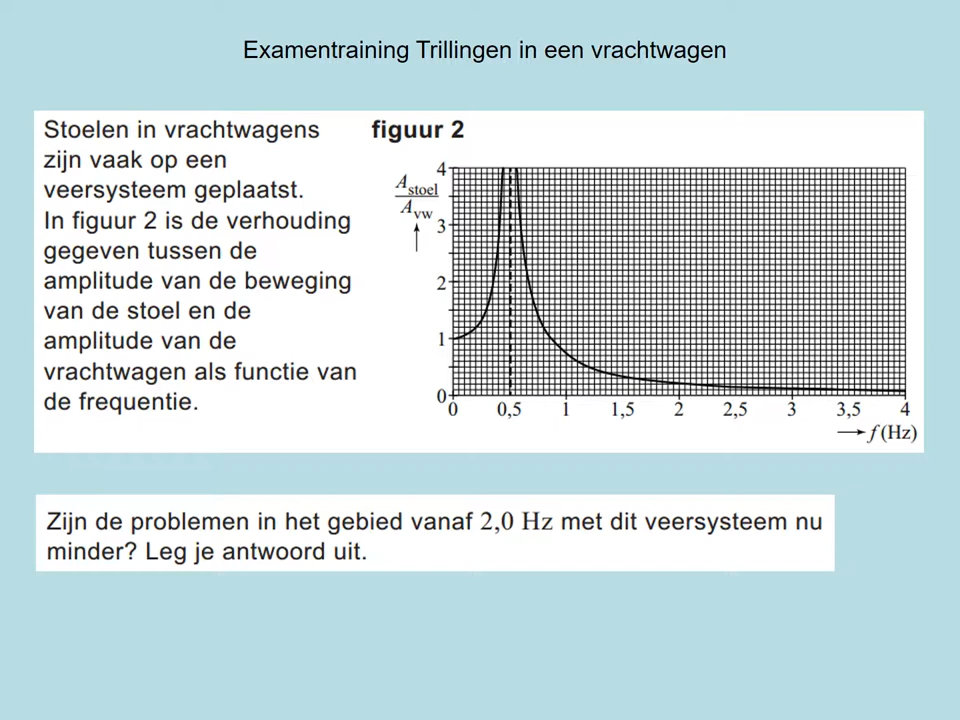 Examentraining Trillingen in een vrachtwagen
Stoelen in vrachtwagens
zijn vaak op een
veersysteem geplaatst.
In figuur 2 is de verhouding
gegeven tussen de
amplitude van de beweging
van de stoel en de
amplitude van de
vrachtwagen als functie van
de frequentie.
figuur 2
A stoel
A vw
4
3
2
1
0
0 0,5 1 1,5 2 2,5 3 3,5 4
f (Hz)
Zijn de problemen in het gebied vanaf 2,0 Hz met dit veersysteem nu
minder? Leg je antwoord uit.